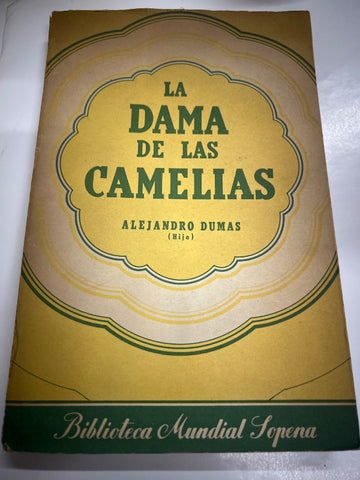 LA
DAMA
DE LAS
CAMELIAS
ALEJANDRO DUMAS
(Hijo)
Biblioteca Mundial Sopena